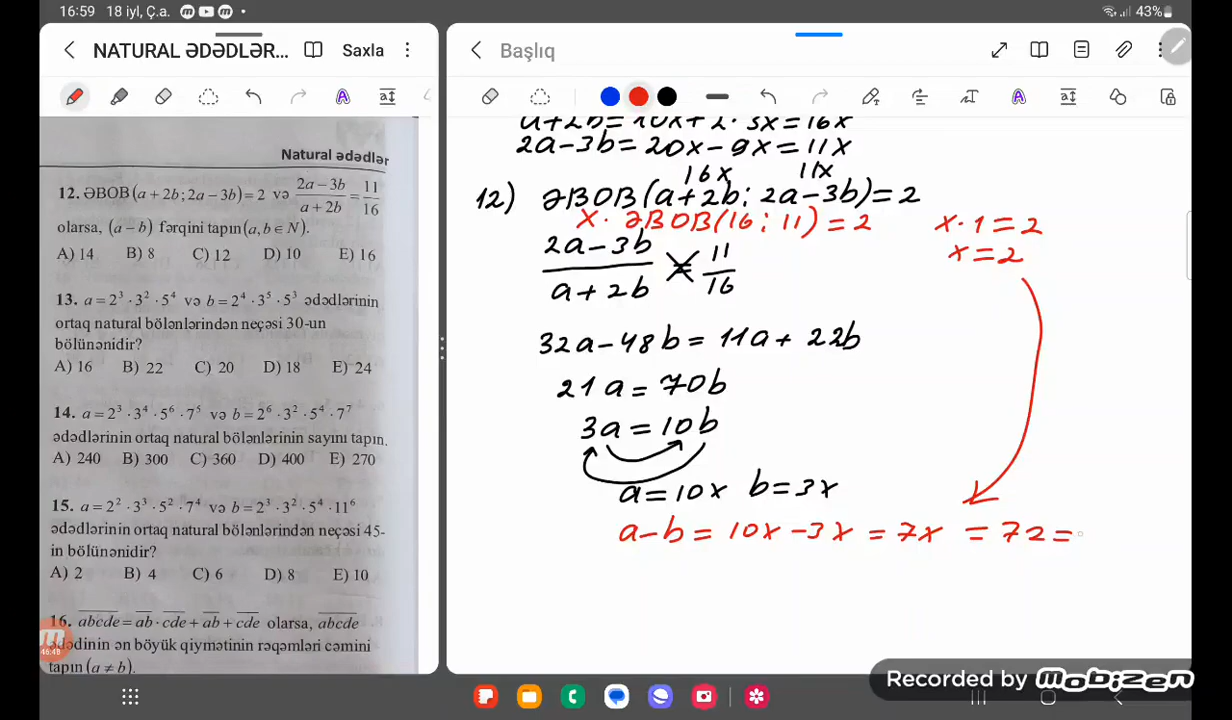 16:59 18 iyl, Ç.a. 43%
NATURAL ƏDƏDLƏR... Saxla
Başlıq
Natural ədədlər
12. ƏBOB(a+2b; 2a−3b)=2 və (2a−3b)/(a+2b)=11/16
olarsa, (a−b) fərqini tapın(a,b∈N).
A) 14 B) 8 C) 12 D) 10 E) 16
13. a=2³·3²·5⁴ və b=2⁴·3⁵·5³ ədədlərinin
ortaq natural bölənlərindən neçəsi 30-un
bölünənidir?
A) 16 B) 22 C) 20 D) 18 E) 24
14. a=2³·3⁴·5⁶·7⁵ və b=2⁶·3²·5⁴·7⁷
ədədlərinin ortaq natural bölənlərinin sayını tapın.
A) 240 B) 300 C) 360 D) 400 E) 270
15. a=2²·3³·5²·7⁴ və b=2³·3²·5⁴·11⁶
ədədlərinin ortaq natural bölənlərindən neçəsi 45-
in bölünənidir?
A) 2 B) 4 C) 6 D) 8 E) 10
16. abcde=ab·cde+ab+cde olarsa, abcde
ədədinin ən böyük qiymətinin rəqəmləri cəmini
tapın(a≠b).
46:49
a+2b=10x+2·3x=16x
2a−3b=20x−9x=11x
16x 11x
12) ƏBOB(a+2b; 2a−3b)=2
x·ƏBOB(16; 11)=2 x·1=2
x=2
2a−3b 11
a+2b = 16
32a−48b=11a+22b
21a=70b
3a=10b
a=10x b=3x
a−b=10x−3x=7x =72=
Recorded by mobizen